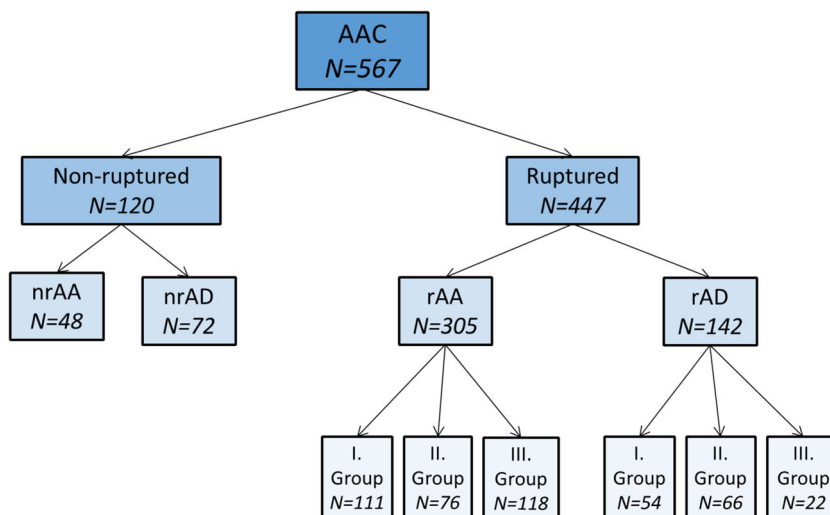 AAC
N=567
Non-ruptured
N=120
Ruptured
N=447
nrAA
N=48
nrAD
N=72
rAA
N=305
rAD
N=142
I.
Group
N=111
II.
Group
N=76
III.
Group
N=118
I.
Group
N=54
II.
Group
N=66
III.
Group
N=22